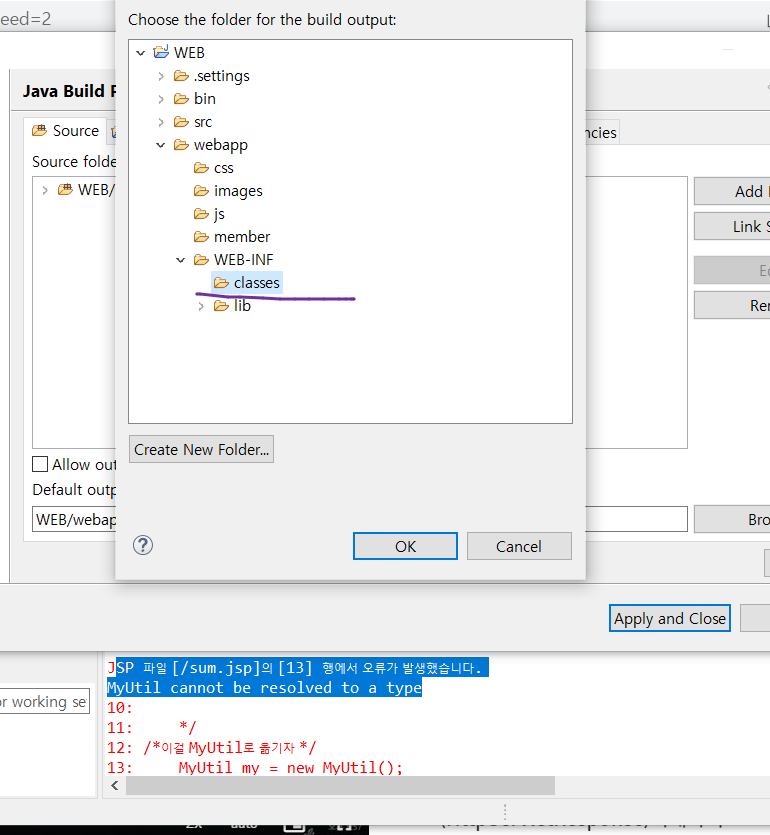 eed=2
Choose the folder for the build output:
WEB
.settings
bin
src
webapp
css
images
js
member
WEB-INF
classes
lib
Create New Folder...
OK
Cancel
Java Build P
Source
ncies
Source folde
WEB/
Add
Link S
Ed
Rer
Allow out
Default outp
WEB/webap
Bro
Apply and Close
or working se
JSP 파일 [/sum.jsp]의 [13] 행에서 오류가 발생했습니다.
MyUtil cannot be resolved to a type
10:
11: */
12: /*이걸 MyUtil로 옮기자 */
13: MyUtil my = new MyUtil();